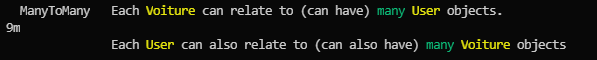 ManyToMany Each Voiture can relate to (can have) many User objects.
9m
Each User can also relate to (can also have) many Voiture objects